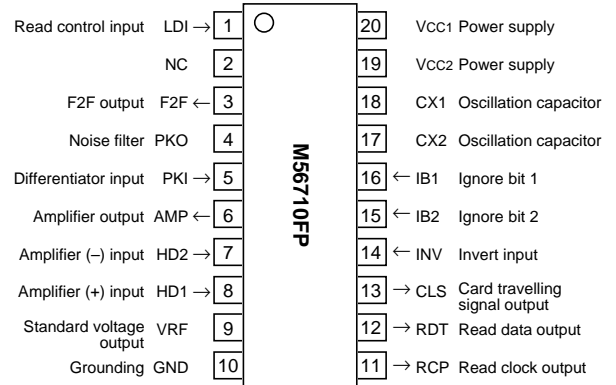 Read control input LDI → 1 20 VCC1 Power supply
NC 2 19 VCC2 Power supply
F2F output F2F ← 3 18 CX1 Oscillation capacitor
Noise filter PKO 4 17 CX2 Oscillation capacitor
Differentiator input PKI → 5 16 ← IB1 Ignore bit 1
Amplifier output AMP ← 6 15 ← IB2 Ignore bit 2
Amplifier (–) input HD2 → 7 14 ← INV Invert input
Amplifier (+) input HD1 → 8 13 → CLS Card travelling
signal output
Standard voltage
output VRF 9 12 → RDT Read data output
Grounding GND 10 11 → RCP Read clock output
M56710FP